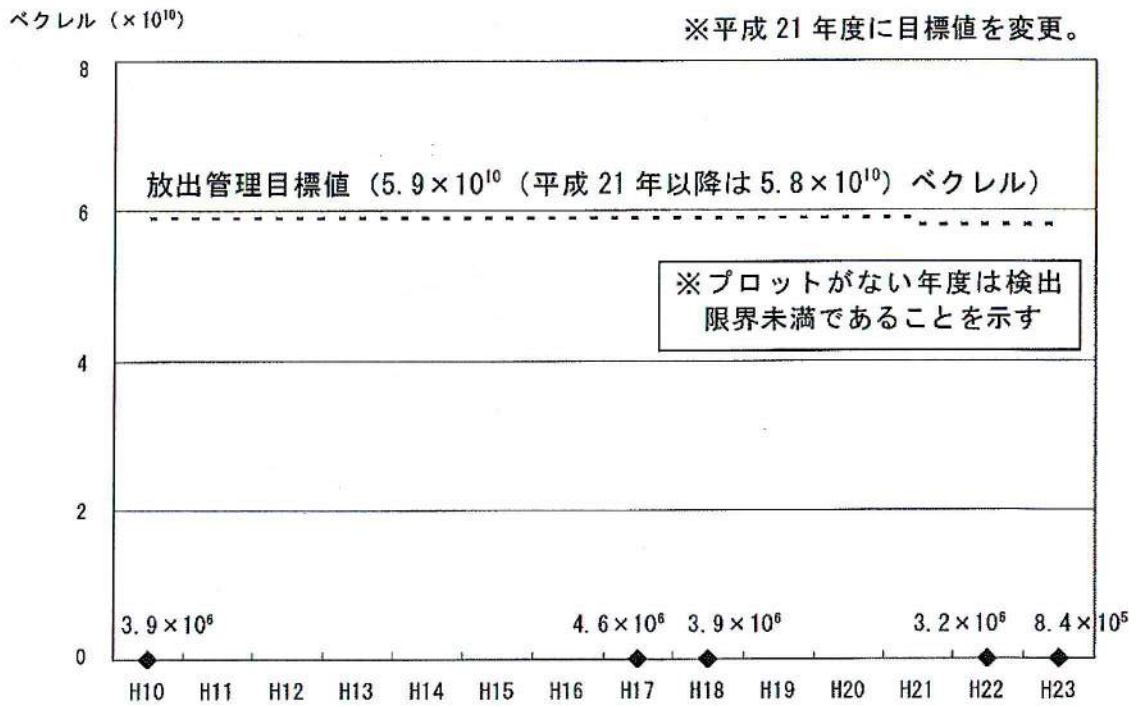 ベクレル（×10¹⁰）
※平成21年度に目標値を変更。
8
放出管理目標値（5.9×10¹⁰（平成21年以降は5.8×10¹⁰）ベクレル）
6
※プロットがない年度は検出
限界未満であることを示す
4
2
3.9×10⁶ 4.6×10⁶ 3.9×10⁶ 3.2×10⁶ 8.4×10⁵
0
H10 H11 H12 H13 H14 H15 H16 H17 H18 H19 H20 H21 H22 H23